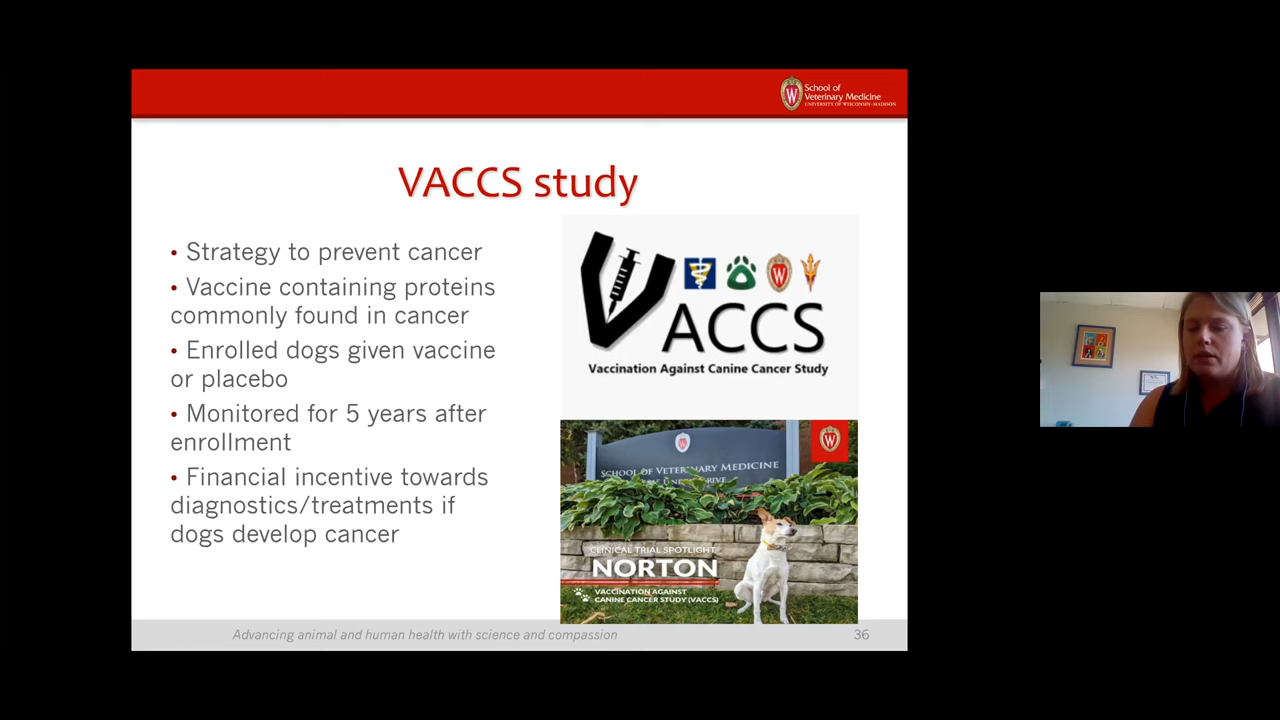 School of
Veterinary Medicine
UNIVERSITY OF WISCONSIN–MADISON
VACCS study
• Strategy to prevent cancer
• Vaccine containing proteins
commonly found in cancer
• Enrolled dogs given vaccine
or placebo
• Monitored for 5 years after
enrollment
• Financial incentive towards
diagnostics/treatments if
dogs develop cancer
VACCS
Vaccination Against Canine Cancer Study
SCHOOL OF VETERINARY MEDICINE
DRIVE
CLINICAL TRIAL SPOTLIGHT
NORTON
VACCINATION AGAINST
CANINE CANCER STUDY (VACCS)
Advancing animal and human health with science and compassion
36